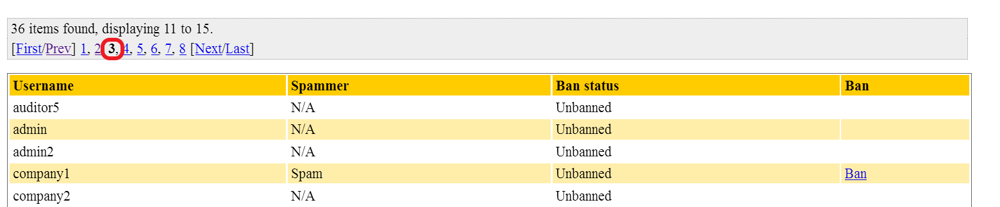 36 items found, displaying 11 to 15.
[First/Prev] 1, 2, 3, 4, 5, 6, 7, 8 [Next/Last]
Username Spammer Ban status Ban
auditor5 N/A Unbanned
admin N/A Unbanned
admin2 N/A Unbanned
company1 Spam Unbanned Ban
company2 N/A Unbanned